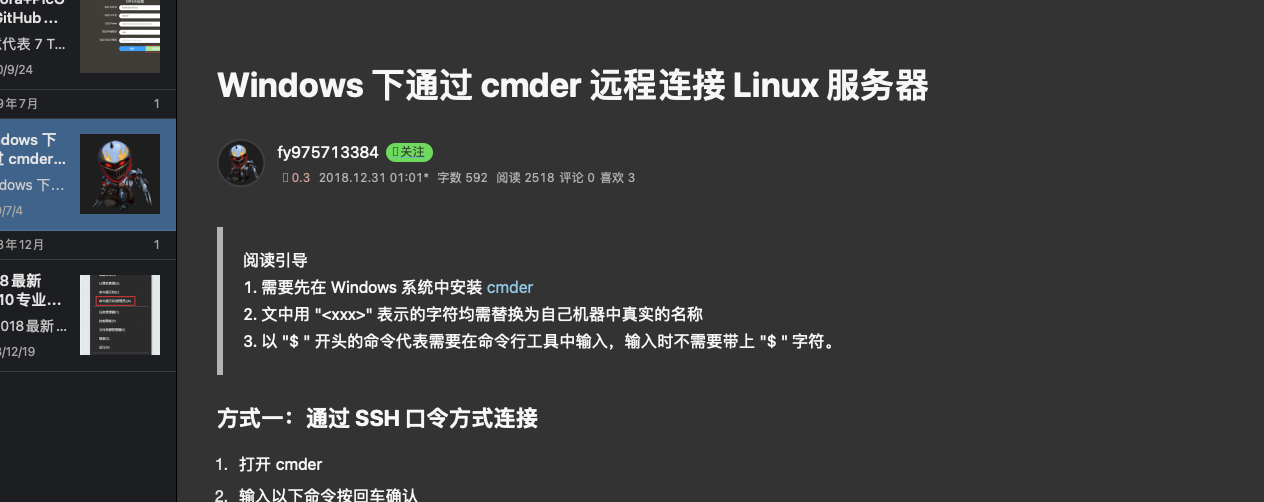 GitHub...
代表 7 T...
0/9/24
9年7月
1
dows 下
过 cmder...
dows 下...
9/7/4
8年12月
1
8最新
10专业...
018最新...
8/12/19
Windows 下通过 cmder 远程连接 Linux 服务器
fy975713384 关注
0.3 2018.12.31 01:01* 字数 592 阅读 2518 评论 0 喜欢 3
阅读引导
1. 需要先在 Windows 系统中安装 cmder
2. 文中用 "<xxx>" 表示的字符均需替换为自己机器中真实的名称
3. 以 "$ " 开头的命令代表需要在命令行工具中输入，输入时不需要带上 "$ " 字符。
方式一：通过 SSH 口令方式连接
1. 打开 cmder
2. 输入以下命令按回车确认